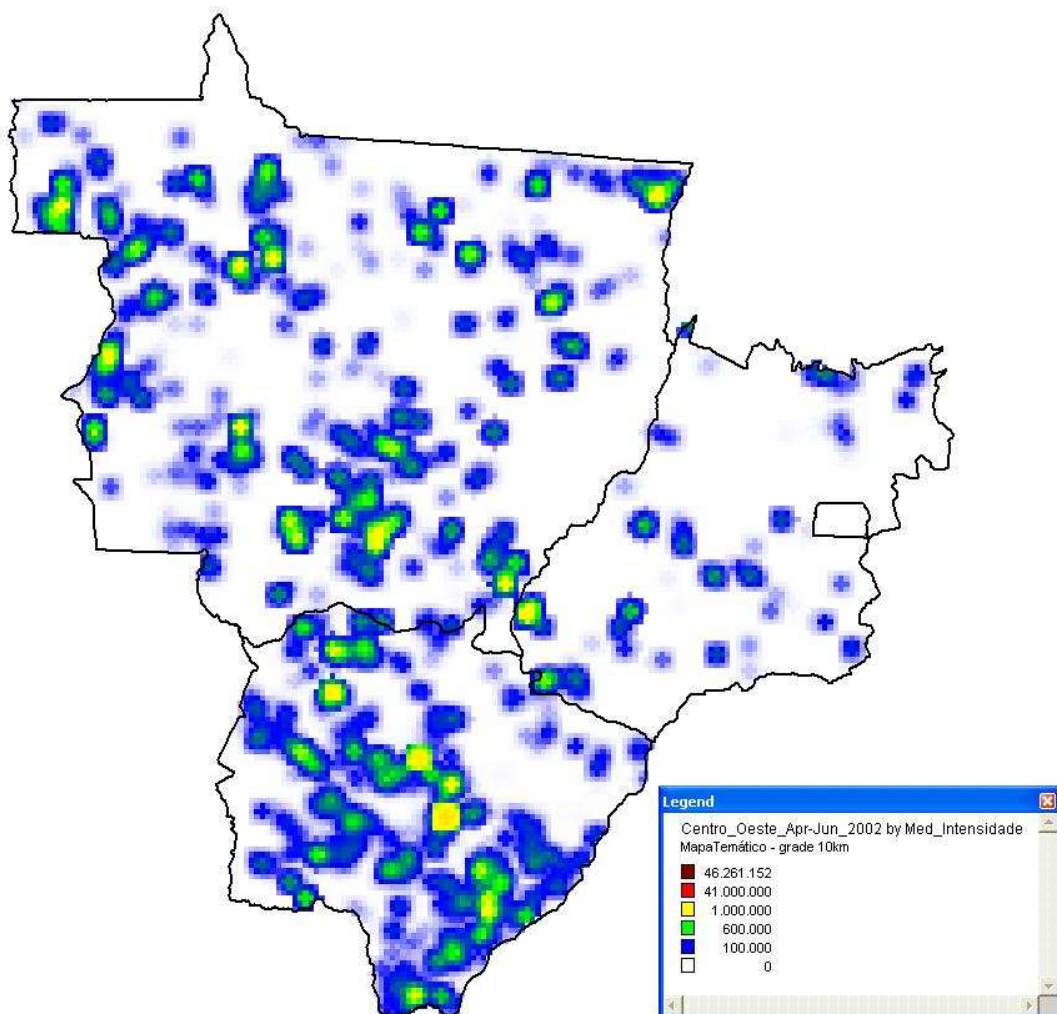 Legend
Centro_Oeste_Apr-Jun_2002 by Med_Intensidade
MapaTemático - grade 10km
46.261.152
41.000.000
1.000.000
600.000
100.000
0